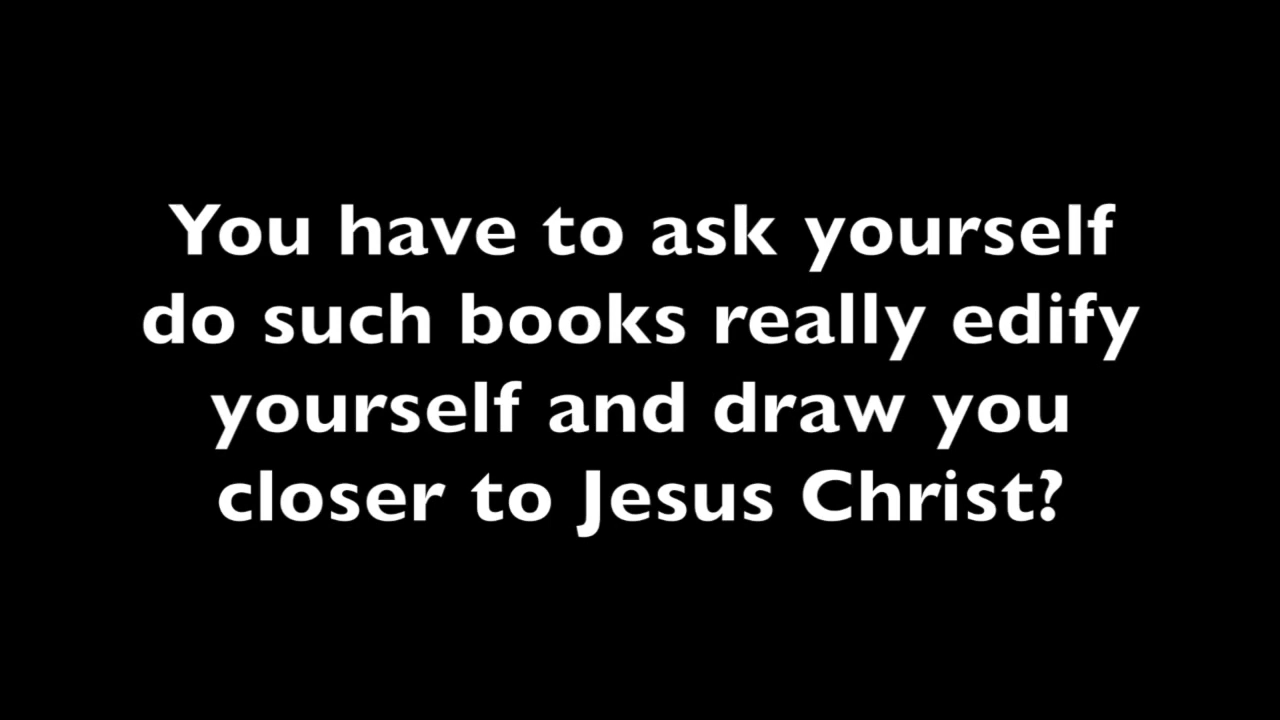 You have to ask yourself
do such books really edify
yourself and draw you
closer to Jesus Christ?